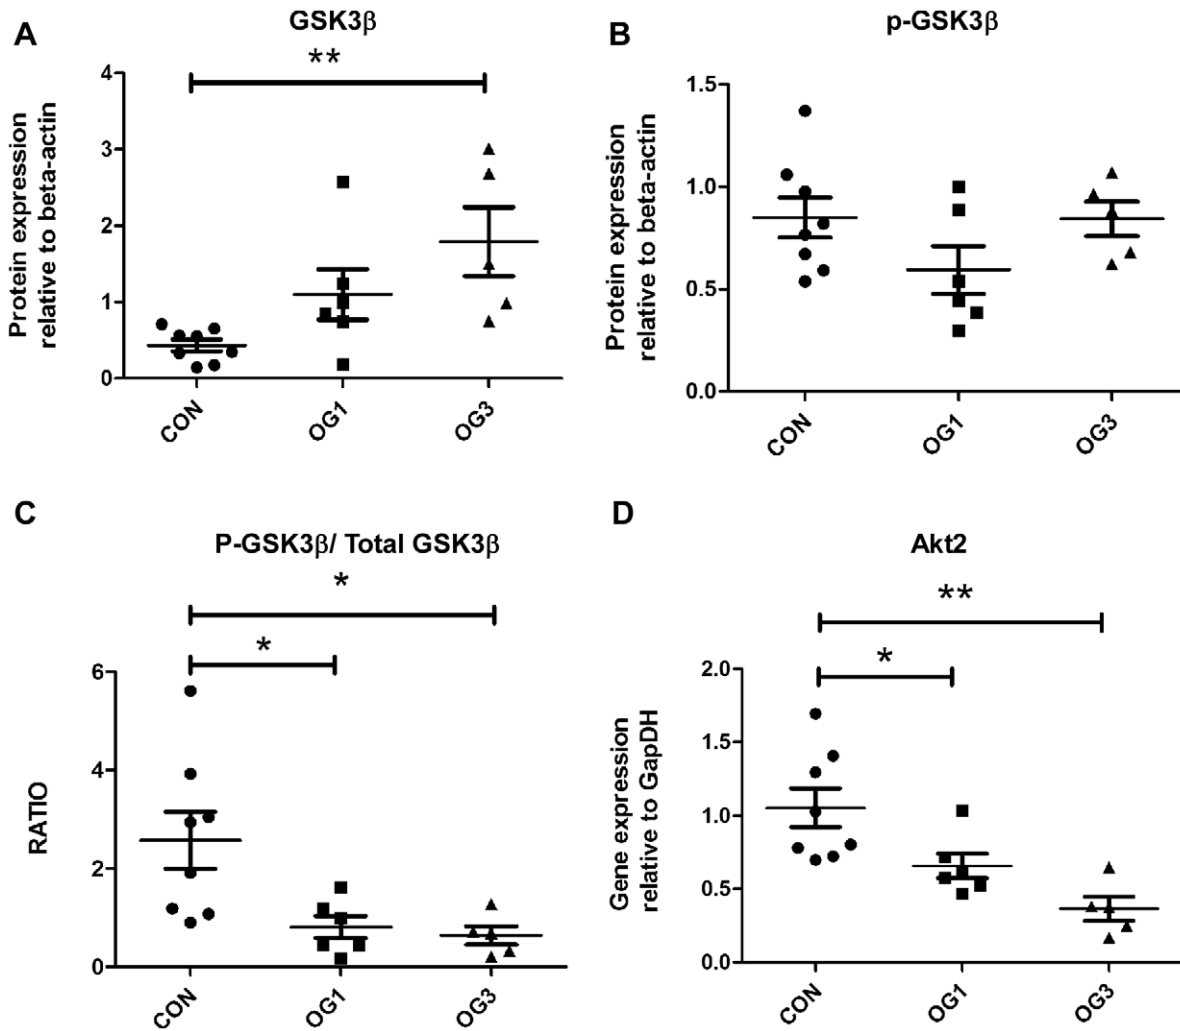 A
GSK3β
**
Protein expression
relative to beta-actin
4
3
2
1
0
CON
OG1
OG3
B
p-GSK3β
Protein expression
relative to beta-actin
1.5
1.0
0.5
0.0
CON
OG1
OG3
C
P-GSK3β/ Total GSK3β
*
*
RATIO
6
4
2
0
CON
OG1
OG3
D
Akt2
**
*
Gene expression
relative to GapDH
2.0
1.5
1.0
0.5
0.0
CON
OG1
OG3